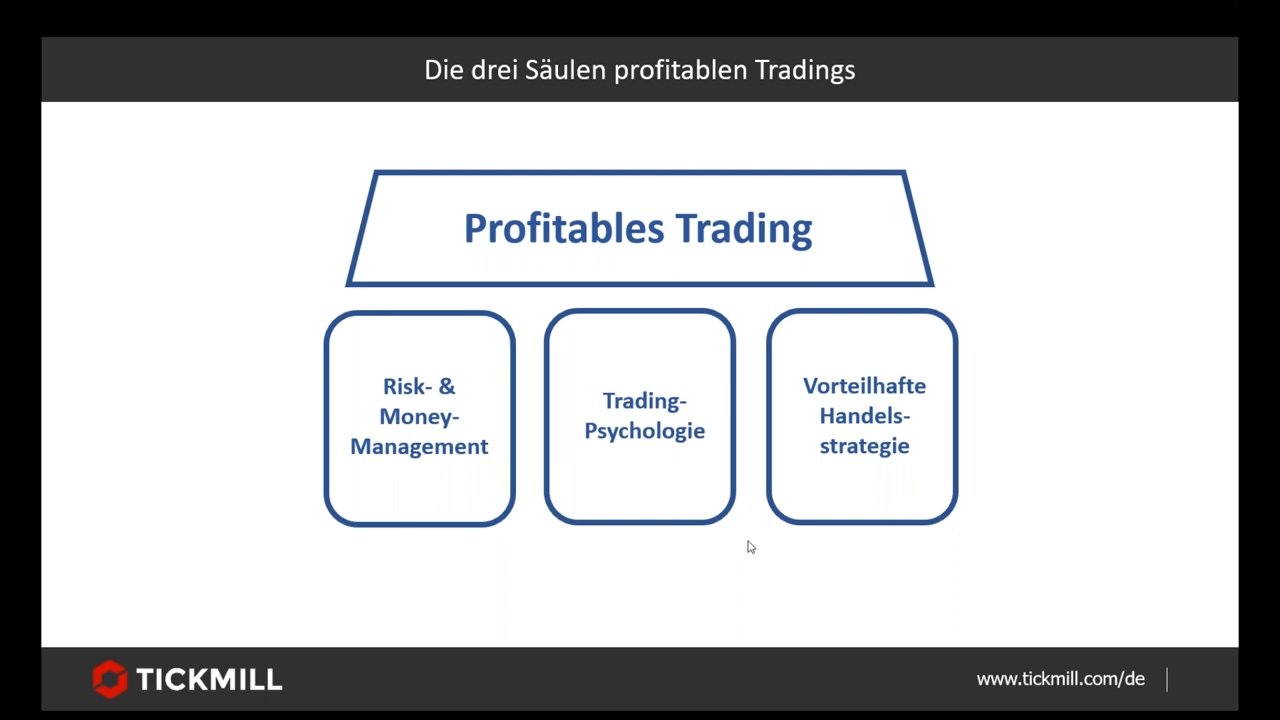 Die drei Säulen profitablen Tradings
Profitables Trading
Risk- &
Money-
Management
Trading-
Psychologie
Vorteilhafte
Handels-
strategie
TICKMILL
www.tickmill.com/de